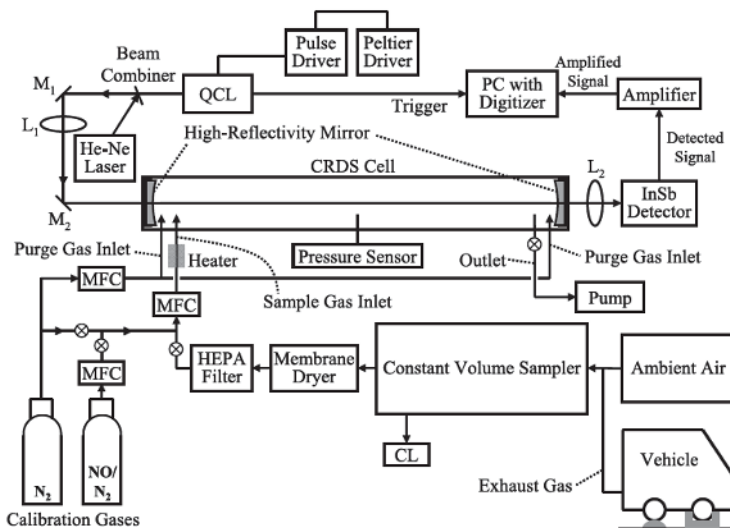 Beam
Combiner
Pulse
Driver
Peltier
Driver
M1
QCL
Trigger
PC with
Digitizer
Amplified
Signal
Amplifier
L1
He-Ne
Laser
High-Reflectivity Mirror
Detected
Signal
CRDS Cell
L2
InSb
Detector
M2
Purge Gas Inlet
Heater
Pressure Sensor
Outlet
Purge Gas Inlet
MFC
MFC
Sample Gas Inlet
Pump
MFC
HEPA
Filter
Membrane
Dryer
Constant Volume Sampler
Ambient Air
CL
Vehicle
Exhaust Gas
N2
NO/
N2
Calibration Gases